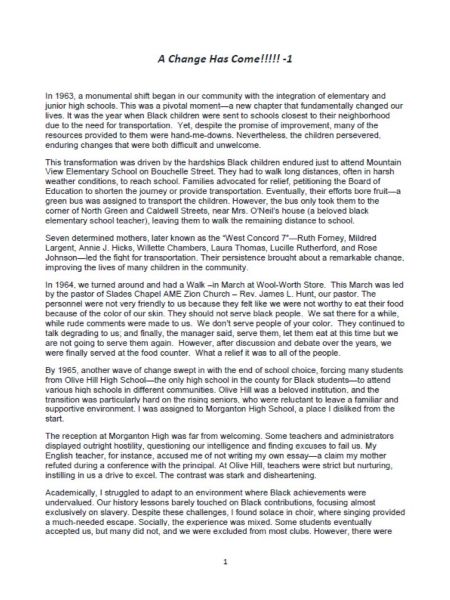 A Change Has Come!!!!! -1
In 1963, a monumental shift began in our community with the integration of elementary and
junior high schools. This was a pivotal moment—a new chapter that fundamentally changed our
lives. It was the year when Black children were sent to schools closest to their neighborhood
due to the need for transportation. Yet, despite the promise of improvement, many of the
resources provided to them were hand-me-downs. Nevertheless, the children persevered,
enduring changes that were both difficult and unwelcome.
This transformation was driven by the hardships Black children endured just to attend Mountain
View Elementary School on Bouchelle Street. They had to walk long distances, often in harsh
weather conditions, to reach school. Families advocated for relief, petitioning the Board of
Education to shorten the journey or provide transportation. Eventually, their efforts bore fruit—a
green bus was assigned to transport the children. However, the bus only took them to the
corner of North Green and Caldwell Streets, near Mrs. O'Neil's house (a beloved black
elementary school teacher), leaving them to walk the remaining distance to school.
Seven determined mothers, later known as the "West Concord 7"—Ruth Forney, Mildred
Largent, Annie J. Hicks, Willette Chambers, Laura Thomas, Lucille Rutherford, and Rose
Johnson—led the fight for transportation. Their persistence brought about a remarkable change,
improving the lives of many children in the community.
In 1964, we turned around and had a Walk –in March at Wool-Worth Store. This March was led
by the pastor of Slades Chapel AME Zion Church – Rev. James L. Hunt, our pastor. The
personnel were not very friendly to us because they felt like we were not worthy to eat their food
because of the color of our skin. They should not serve black people. We sat there for a while,
while rude comments were made to us. We don't serve people of your color. They continued to
talk degrading to us; and finally, the manager said, serve them, let them eat at this time but we
are not going to serve them again. However, after discussion and debate over the years, we
were finally served at the food counter. What a relief it was to all of the people.
By 1965, another wave of change swept in with the end of school choice, forcing many students
from Olive Hill High School—the only high school in the county for Black students—to attend
various high schools in different communities. Olive Hill was a beloved institution, and the
transition was particularly hard on the rising seniors, who were reluctant to leave a familiar and
supportive environment. I was assigned to Morganton High School, a place I disliked from the
start.
The reception at Morganton High was far from welcoming. Some teachers and administrators
displayed outright hostility, questioning our intelligence and finding excuses to fail us. My
English teacher, for instance, accused me of not writing my own essay—a claim my mother
refuted during a conference with the principal. At Olive Hill, teachers were strict but nurturing,
instilling in us a drive to excel. The contrast was stark and disheartening.
Academically, I struggled to adapt to an environment where Black achievements were
undervalued. Our history lessons barely touched on Black contributions, focusing almost
exclusively on slavery. Despite these challenges, I found solace in choir, where singing provided
a much-needed escape. Socially, the experience was mixed. Some students eventually
accepted us, but many did not, and we were excluded from most clubs. However, there were
1